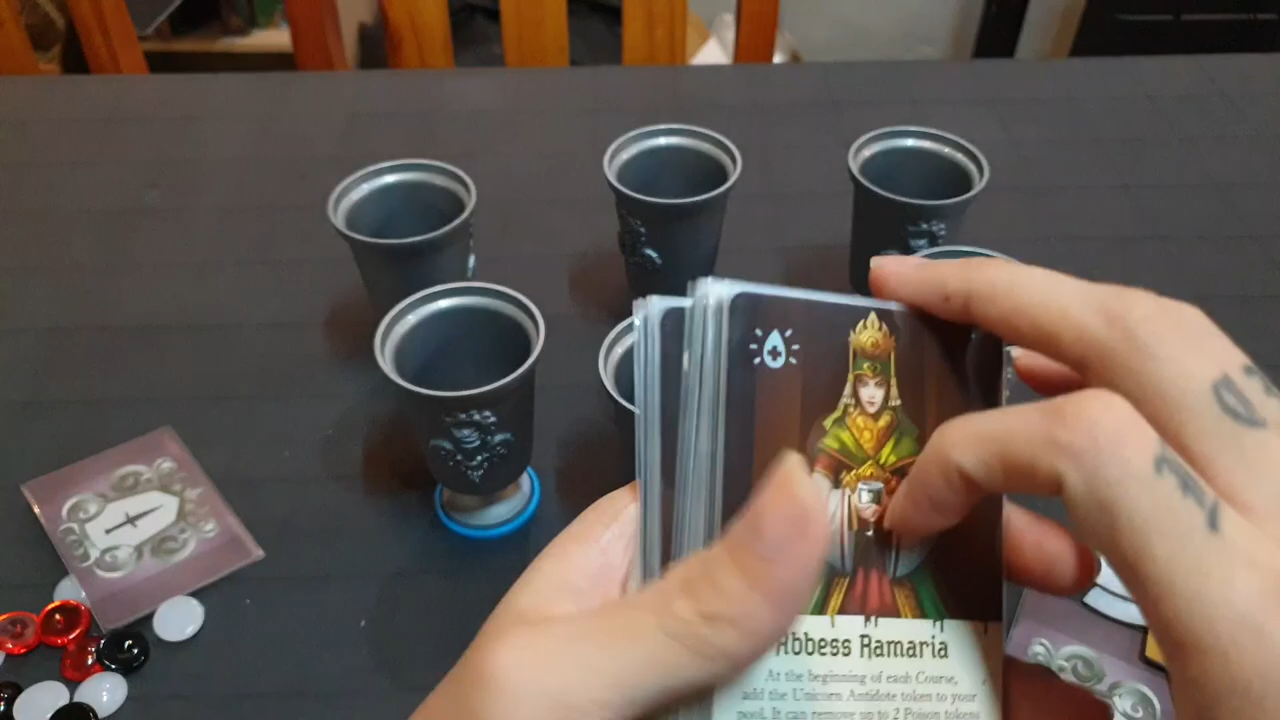 Abbess Ramaria
At the beginning of each Course,
add the Unicorn Antidote token to your
pool. It can remove up to 2 Poison tokens